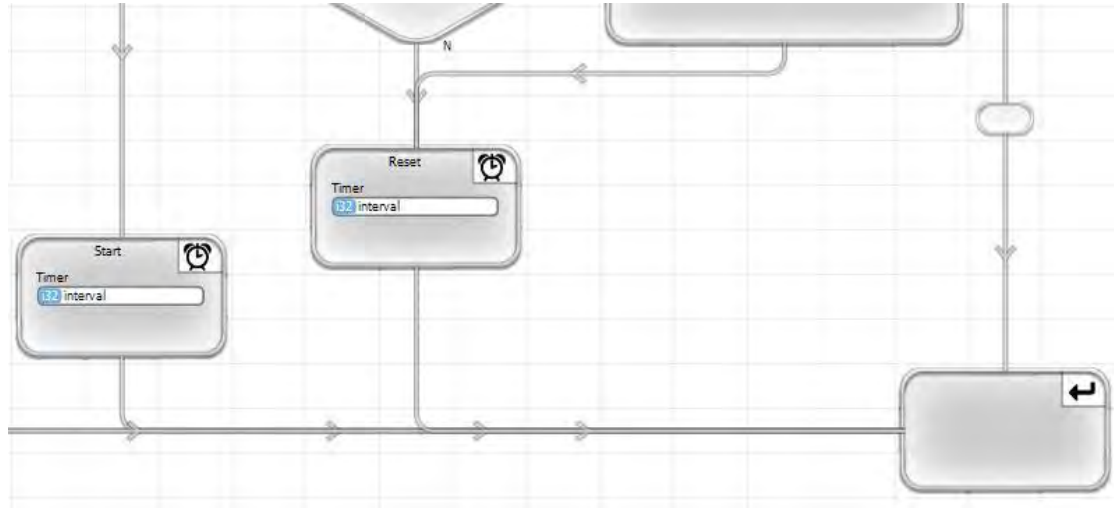 N
Reset
Timer
i32 interval
Start
Timer
i32 interval